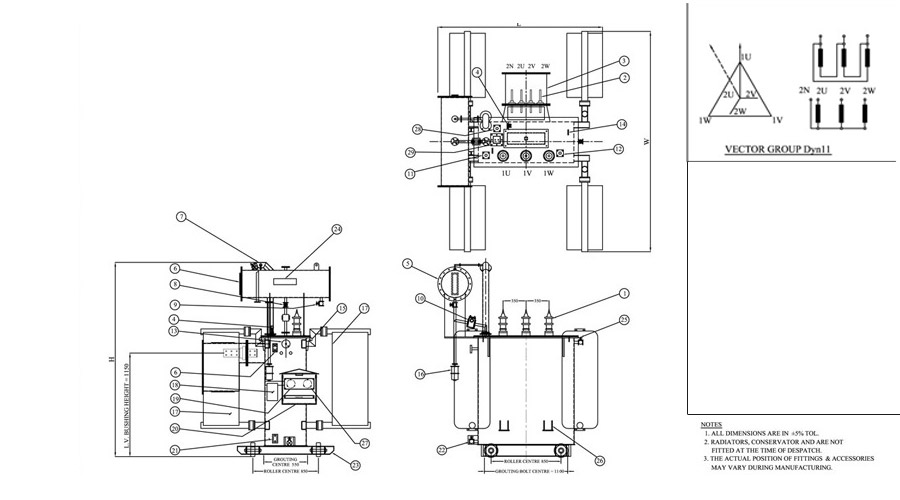 L
2N 2U 2V 2W
4
3
2
28
14
29
12
11
1U 1V 1W
W
1U
2U 2V
2W
1W 1V
2N 2U 2V 2W
VECTOR GROUP Dyn11
7
24
6
8
9
15
17
4
13
6
18
19
17
20
27
21
23
H
L.V. BUSHING HEIGHT = 1150
GROUTING
CENTRE 550
ROLLER CENTRE 850
5
10
350 350
1
25
16
22
26
ROLLER CENTRE 850
GROUTING BOLT CENTRE = 1100
NOTES
1. ALL DIMENSIONS ARE IN ±5% TOL.
2. RADIATORS, CONSERVATOR AND ARE NOT
FITTED AT THE TIME OF DESPATCH.
3. THE ACTUAL POSITION OF FITTINGS & ACCESSORIES
MAY VARY DURING MANUFACTURING.